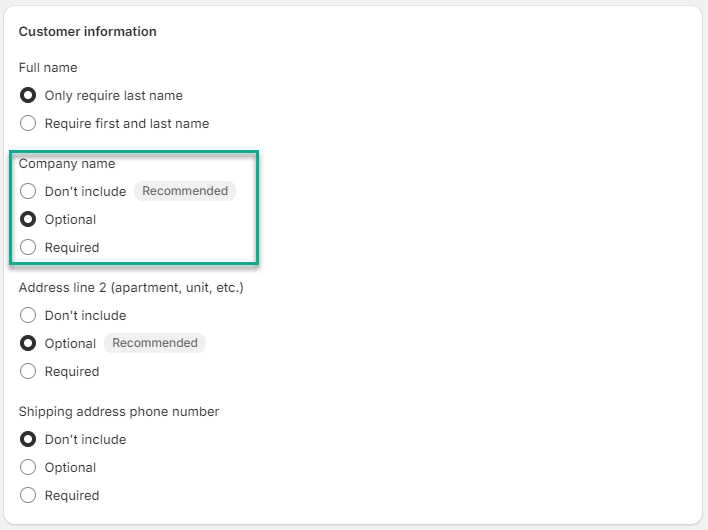 Customer information
Full name
Only require last name
Require first and last name
Company name
Don't include Recommended
Optional
Required
Address line 2 (apartment, unit, etc.)
Don't include
Optional Recommended
Required
Shipping address phone number
Don't include
Optional
Required